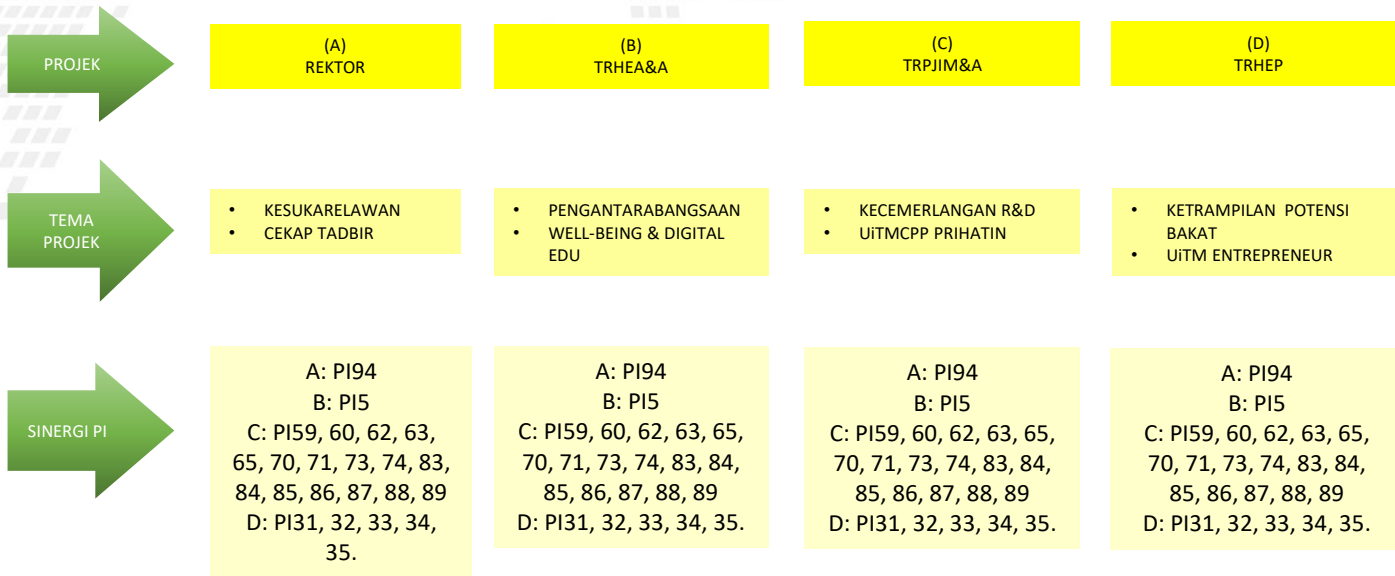 PROJEK
(A)
REKTOR
(B)
TRHEA&A
(C)
TRPJIM&A
(D)
TRHEP
TEMA
PROJEK
• KESUKARELAWAN
• CEKAP TADBIR
• PENGANTARABANGSAAN
• WELL-BEING & DIGITAL
EDU
• KECEMERLANGAN R&D
• UiTMCPP PRIHATIN
• KETRAMPILAN POTENSI
BAKAT
• UiTM ENTREPRENEUR
SINERGI PI
A: PI94
B: PI5
C: PI59, 60, 62, 63,
65, 70, 71, 73, 74, 83,
84, 85, 86, 87, 88, 89
D: PI31, 32, 33, 34,
35.
A: PI94
B: PI5
C: PI59, 60, 62, 63, 65,
70, 71, 73, 74, 83, 84,
85, 86, 87, 88, 89
D: PI31, 32, 33, 34, 35.
A: PI94
B: PI5
C: PI59, 60, 62, 63, 65,
70, 71, 73, 74, 83, 84,
85, 86, 87, 88, 89
D: PI31, 32, 33, 34, 35.
A: PI94
B: PI5
C: PI59, 60, 62, 63, 65,
70, 71, 73, 74, 83, 84,
85, 86, 87, 88, 89
D: PI31, 32, 33, 34, 35.